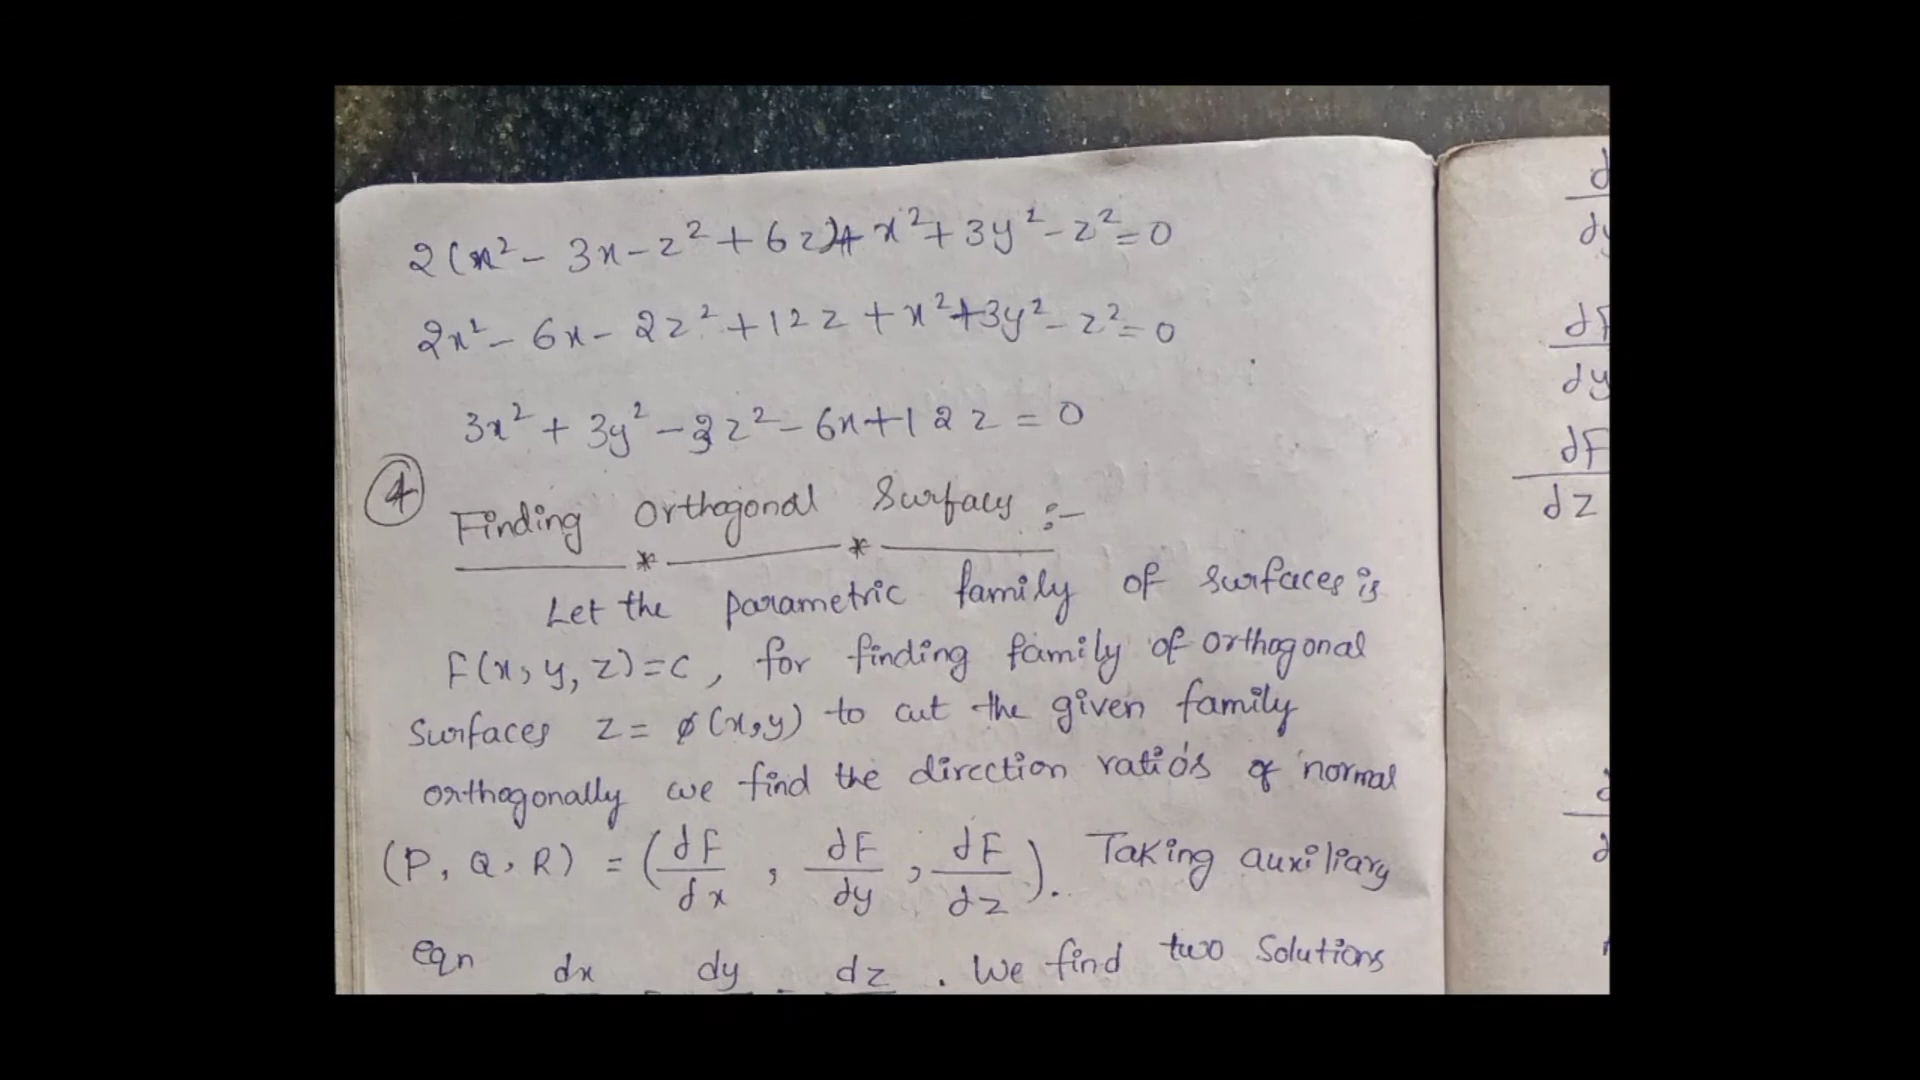 2(x² - 3x - z² + 6z) + x² + 3y² - z² = 0
2x² - 6x - 2z² + 12z + x² + 3y² - z² = 0
3x² + 3y² - 3z² - 6x + 12z = 0
④ Finding orthogonal Surfaces :-
Let the parametric family of surfaces is
F(x, y, z) = c, for finding family of orthogonal
surfaces z = ϕ(x,y) to cut the given family
orthogonally we find the direction ratio's of normal
(P, Q, R) = (∂F/∂x, ∂F/∂y, ∂F/∂z). Taking auxiliary
eqn dx = dy = dz . We find two solutions
∂y
∂F
∂y
∂F
∂z